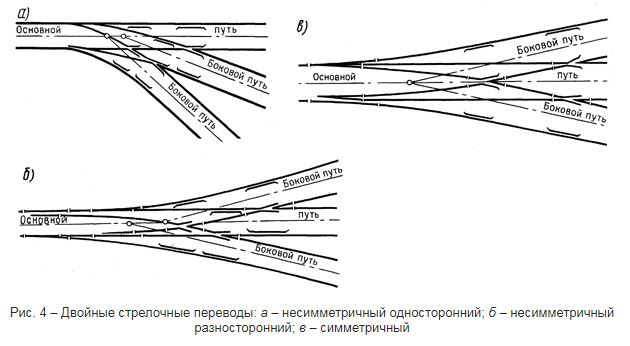 а)
Основной
путь
Боковой путь
Боковой путь
в)
Боковой путь
Основной
путь
Боковой путь
б)
Боковой путь
Основной
путь
Боковой путь
Рис. 4 – Двойные стрелочные переводы: а – несимметричный односторонний; б – несимметричный
разносторонний; в – симметричный